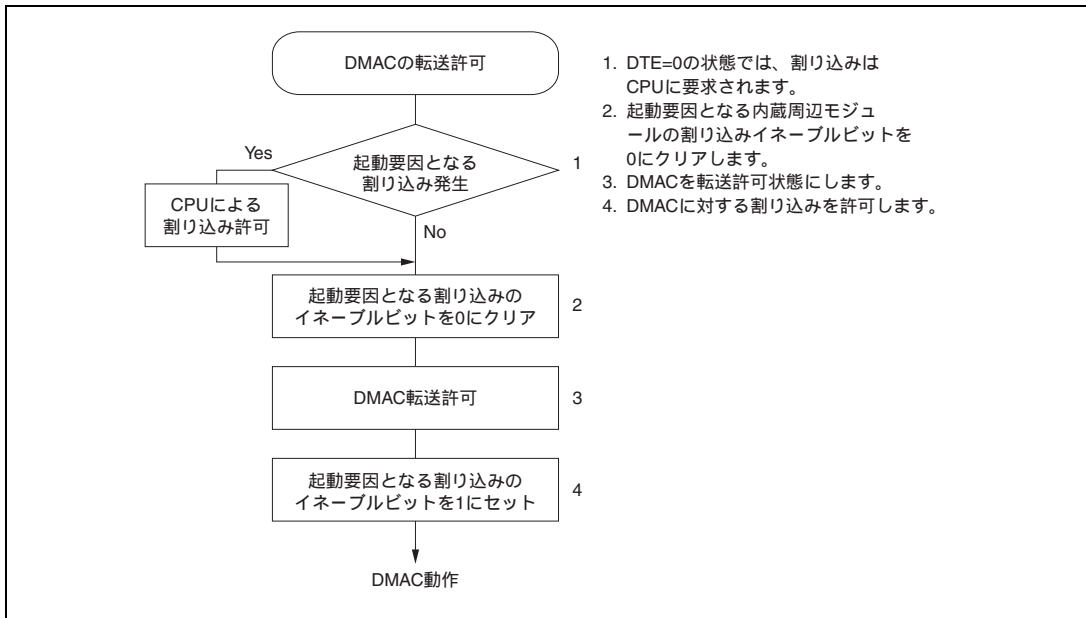 DMACの転送許可
起動要因となる
割り込み発生
1
Yes
No
CPUによる
割り込み許可
起動要因となる割り込みの
イネーブルビットを0にクリア
2
DMAC転送許可
3
起動要因となる割り込みの
イネーブルビットを1にセット
4
DMAC動作
1. DTE=0の状態では、割り込みは
CPUに要求されます。
2. 起動要因となる内蔵周辺モジュ
ールの割り込みイネーブルビットを
0にクリアします。
3. DMACを転送許可状態にします。
4. DMACに対する割り込みを許可します。